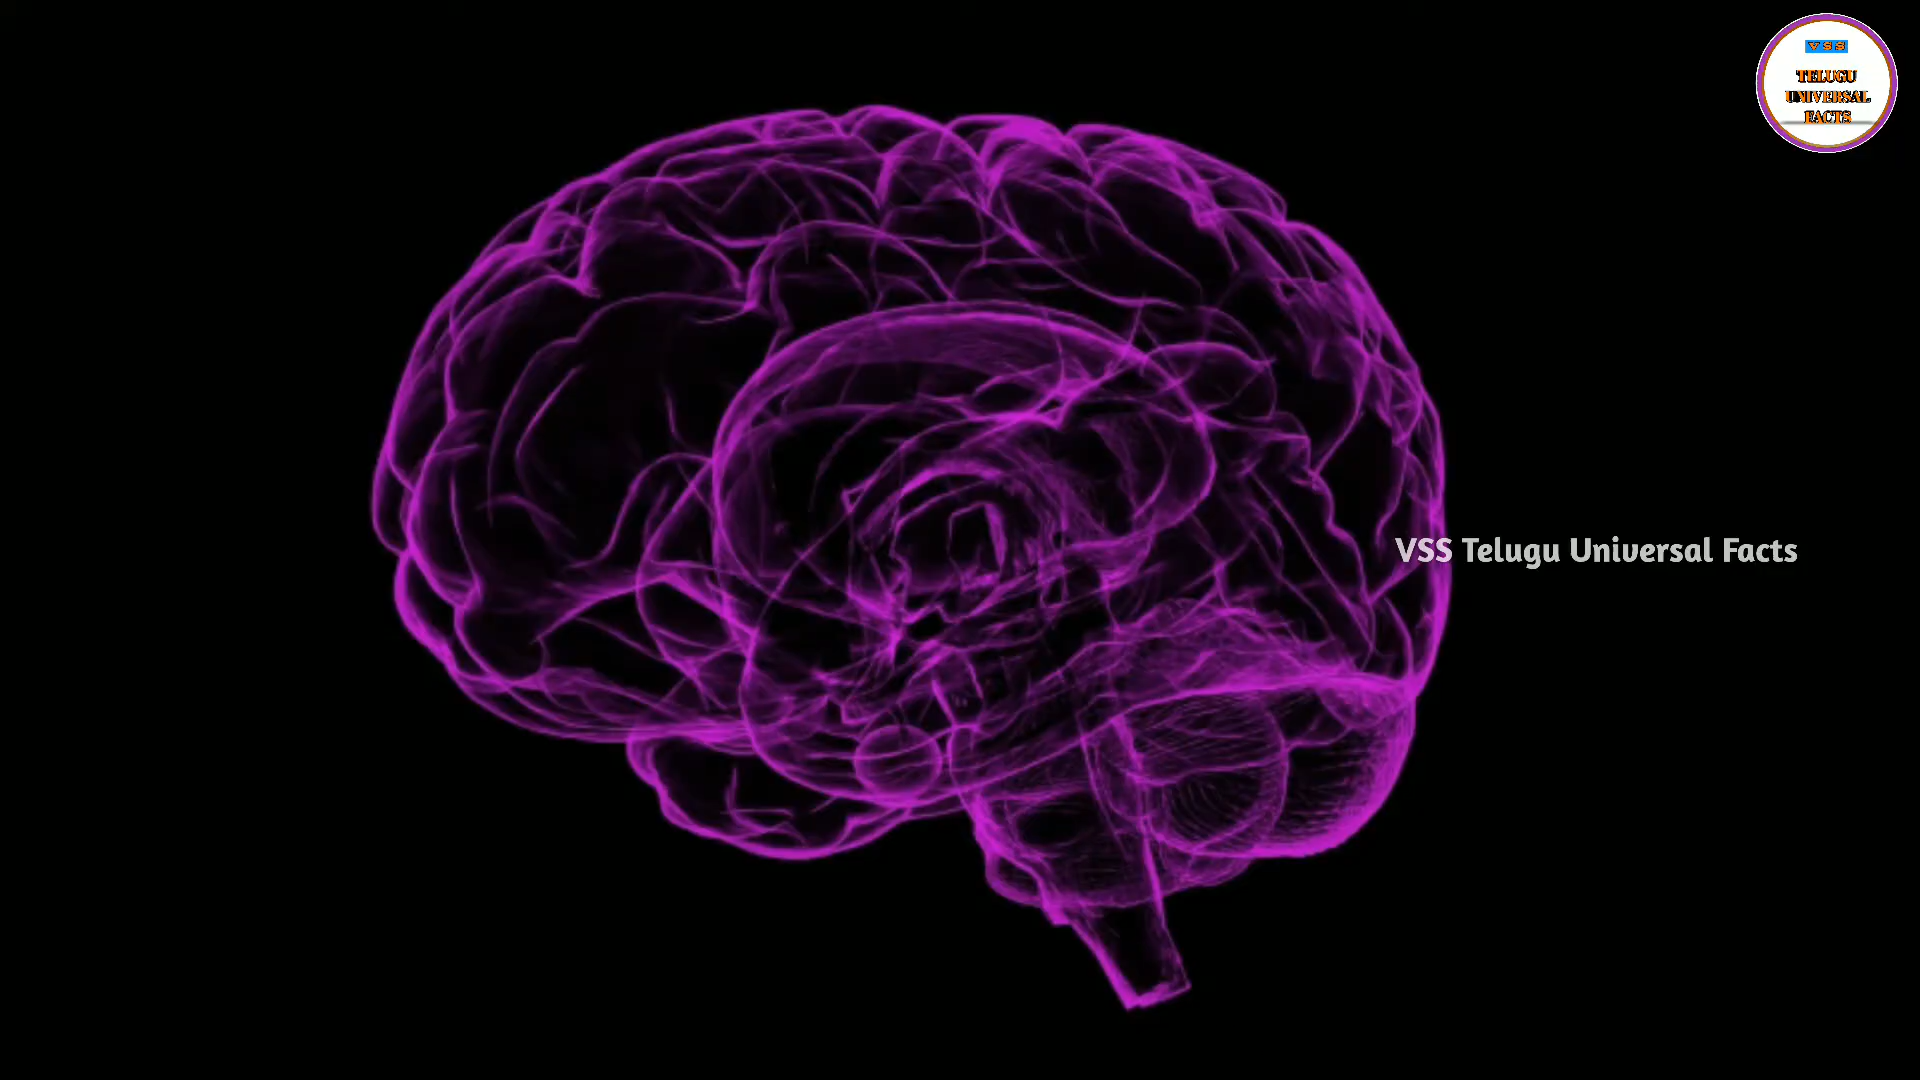 VSS
TELUGU
UNIVERSAL
FACTS
VSS Telugu Universal Facts